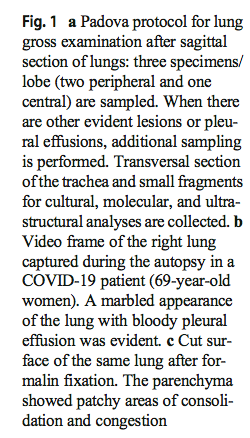 Fig. 1 a Padova protocol for lung
gross examination after sagittal
section of lungs: three specimens/
lobe (two peripheral and one
central) are sampled. When there
are other evident lesions or pleu-
ral effusions, additional sampling
is performed. Transversal section
of the trachea and small fragments
for cultural, molecular, and ultra-
structural analyses are collected. b
Video frame of the right lung
captured during the autopsy in a
COVID-19 patient (69-year-old
women). A marbled appearance
of the lung with bloody pleural
effusion was evident. c Cut sur-
face of the same lung after for-
malin fixation. The parenchyma
showed patchy areas of consoli-
dation and congestion